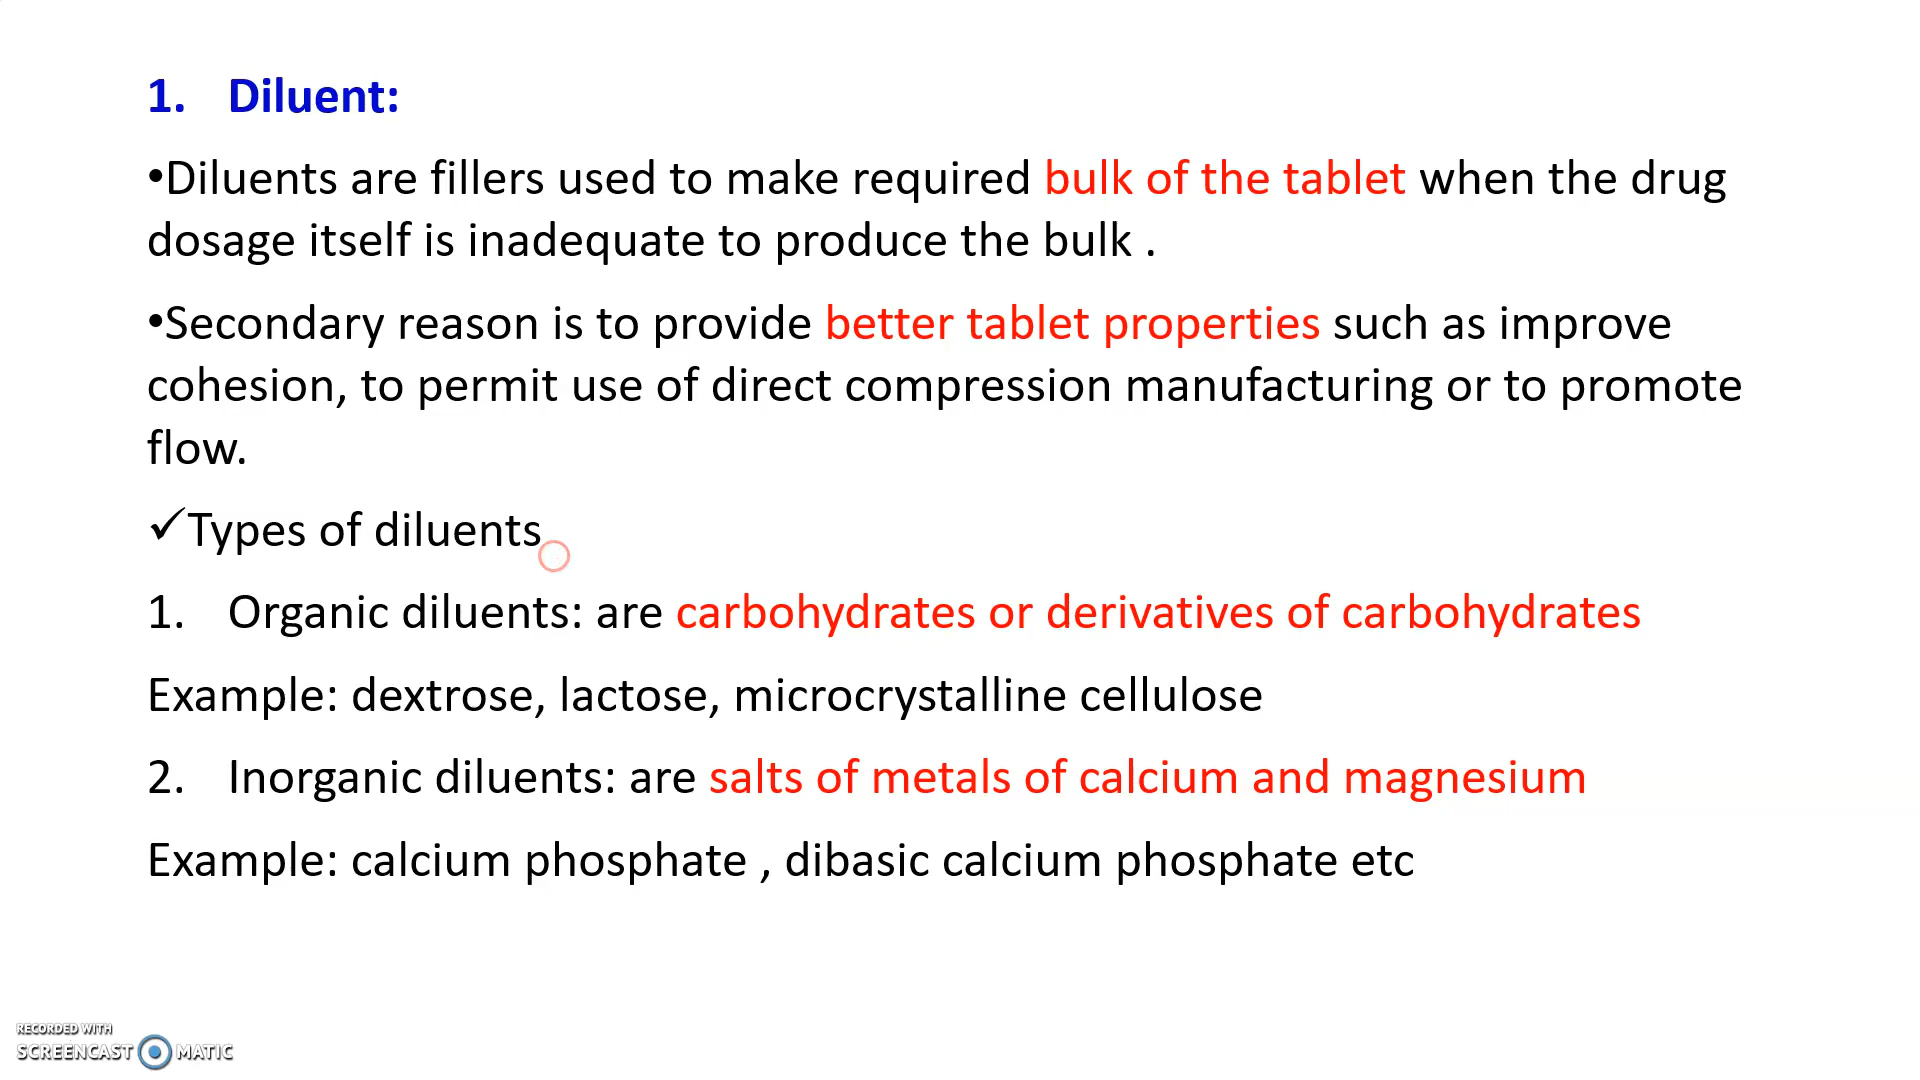 1. Diluent:
•Diluents are fillers used to make required bulk of the tablet when the drug
dosage itself is inadequate to produce the bulk .
•Secondary reason is to provide better tablet properties such as improve
cohesion, to permit use of direct compression manufacturing or to promote
flow.
✓Types of diluents
1. Organic diluents: are carbohydrates or derivatives of carbohydrates
Example: dextrose, lactose, microcrystalline cellulose
2. Inorganic diluents: are salts of metals of calcium and magnesium
Example: calcium phosphate , dibasic calcium phosphate etc
RECORDED WITH
SCREENCAST MATIC